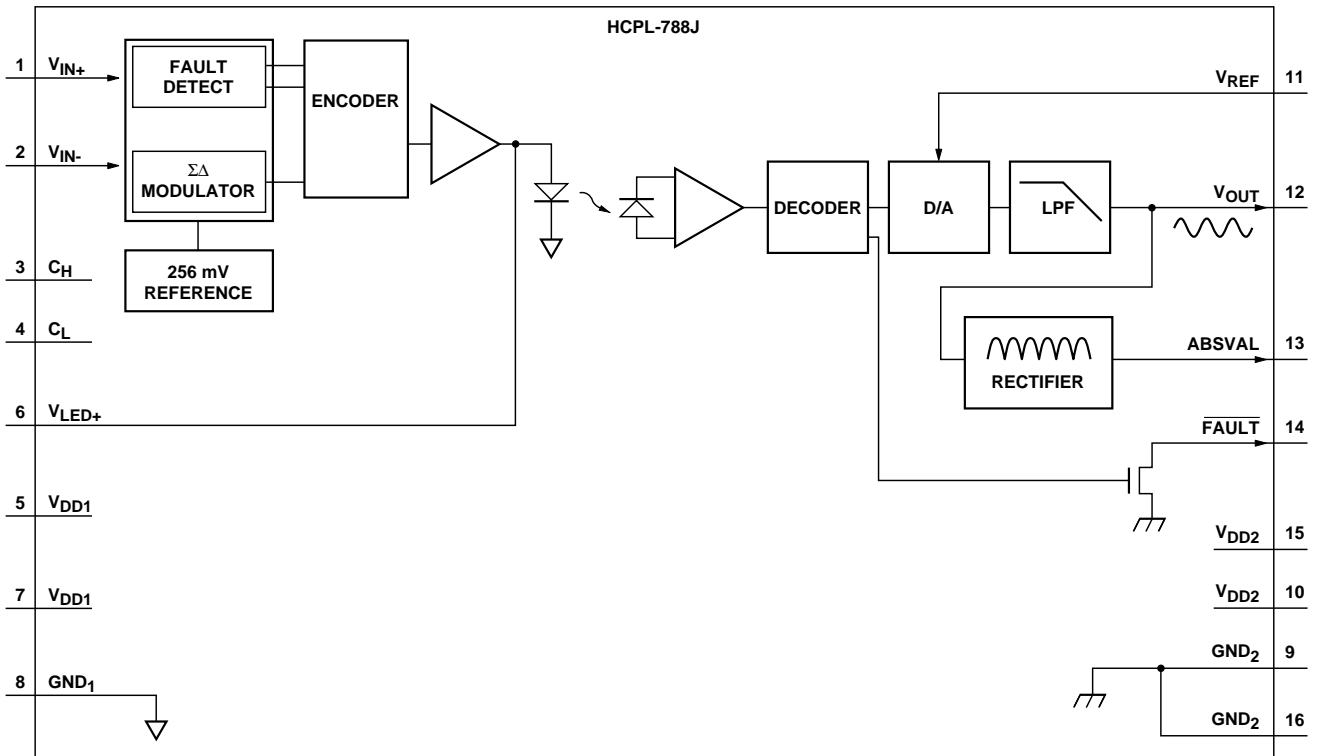 HCPL-788J
1 VIN+
2 VIN-
3 CH
4 CL
6 VLED+
5 VDD1
7 VDD1
8 GND1
FAULT
DETECT
ΣΔ
MODULATOR
256 mV
REFERENCE
ENCODER
DECODER
D/A
LPF
RECTIFIER
VREF 11
VOUT 12
ABSVAL 13
FAULT 14
VDD2 15
VDD2 10
GND2 9
GND2 16